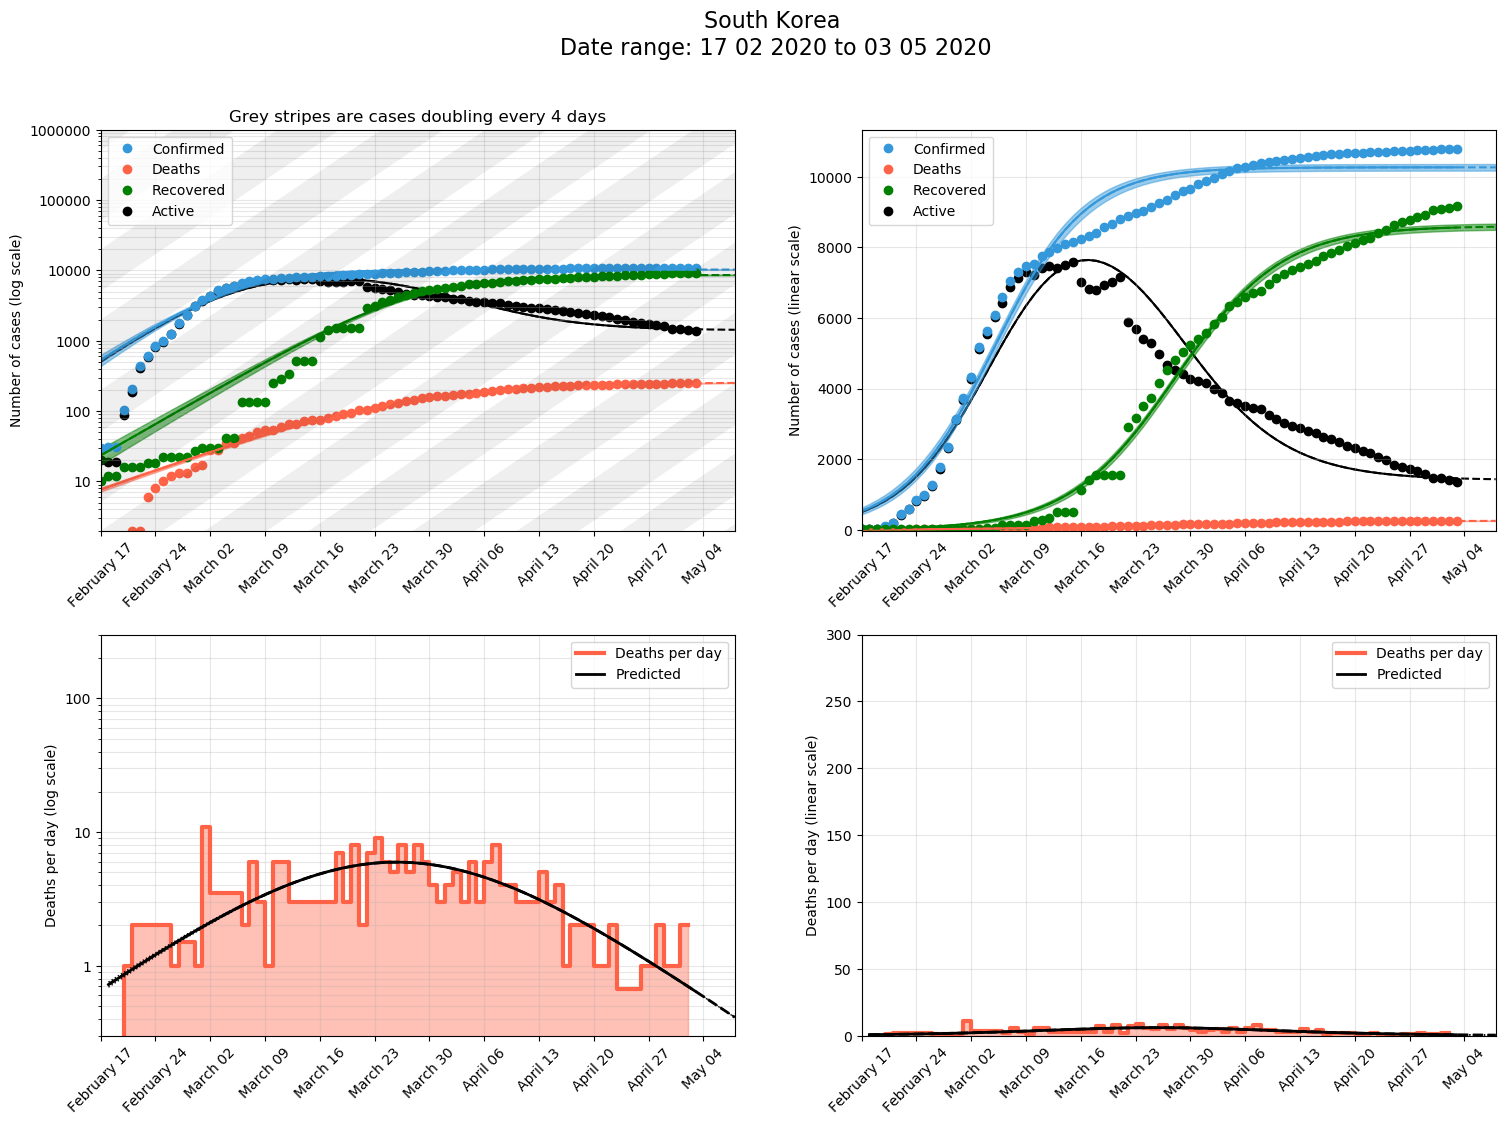 South Korea
Date range: 17 02 2020 to 03 05 2020
Grey stripes are cases doubling every 4 days
Number of cases (log scale)
1000000
100000
10000
1000
100
10
Confirmed
Deaths
Recovered
Active
February 17
February 24
March 02
March 09
March 16
March 23
March 30
April 06
April 13
April 20
April 27
May 04
Number of cases (linear scale)
10000
8000
6000
4000
2000
0
Confirmed
Deaths
Recovered
Active
February 17
February 24
March 02
March 09
March 16
March 23
March 30
April 06
April 13
April 20
April 27
May 04
Deaths per day (log scale)
100
10
1
Deaths per day
Predicted
February 17
February 24
March 02
March 09
March 16
March 23
March 30
April 06
April 13
April 20
April 27
May 04
Deaths per day (linear scale)
300
250
200
150
100
50
0
Deaths per day
Predicted
February 17
February 24
March 02
March 09
March 16
March 23
March 30
April 06
April 13
April 20
April 27
May 04